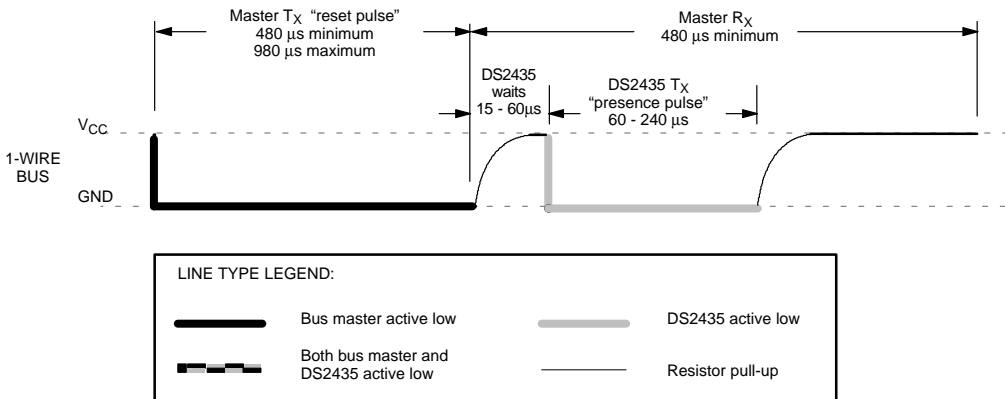 Master TX “reset pulse”
480 µs minimum
980 µs maximum
Master RX
480 µs minimum
DS2435
waits
15 - 60µs
DS2435 TX
“presence pulse”
60 - 240 µs
VCC
1-WIRE
BUS
GND
LINE TYPE LEGEND:
Bus master active low
DS2435 active low
Both bus master and
DS2435 active low
Resistor pull-up